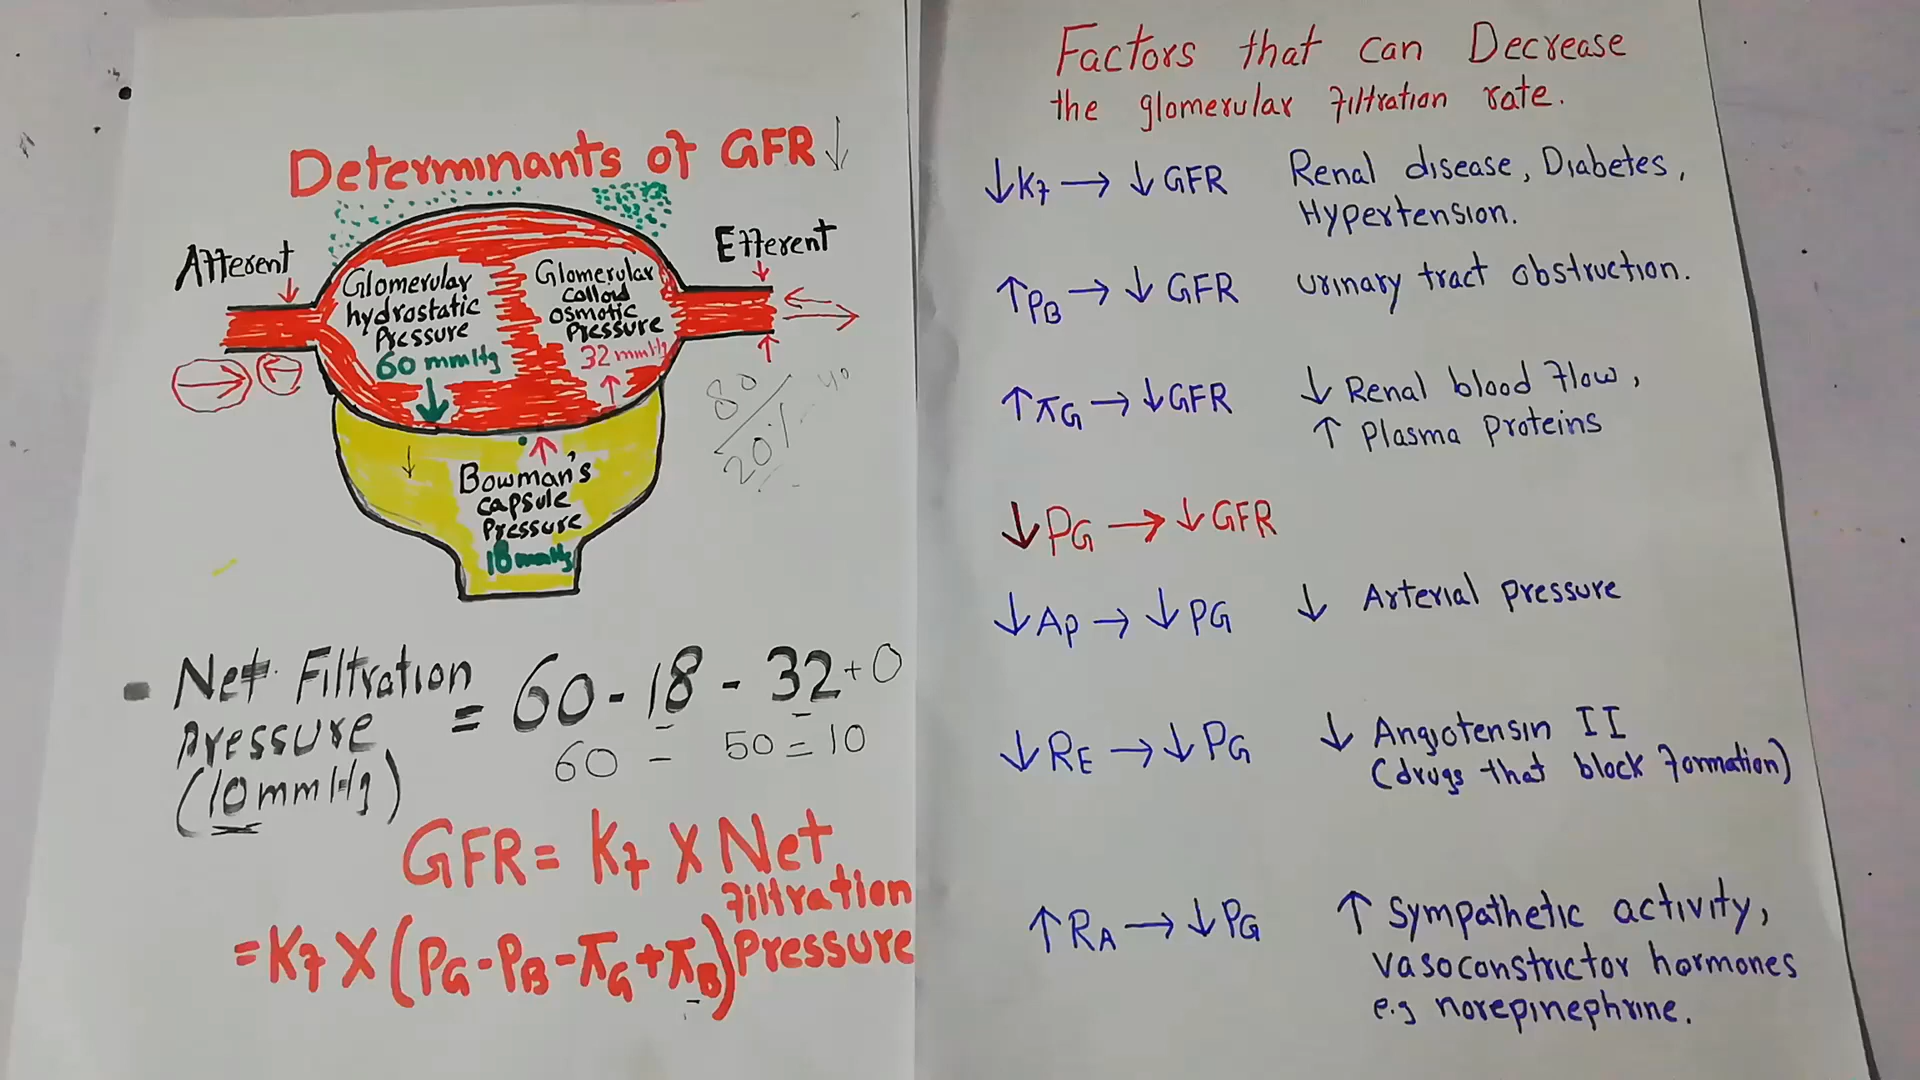 Determinants of GFR ↓
Afferent
Efferent
Glomerular
hydrostatic
Pressure
60 mmHg
Glomerular
colloid
osmotic
Pressure
32 mmHg
80
20%
Bowman's
capsule
Pressure
18 mmHg
Net Filtration
Pressure
(10 mmHg)
= 60 - 18 - 32 + 0
60 - 50 = 10
GFR = Kf X Net
Filtration
Pressure
= Kf X (PG - PB - πG + πB)
Factors that can Decrease
the glomerular filtration rate.
↓Kf → ↓ GFR Renal disease, Diabetes,
Hypertension.
↑PB → ↓ GFR urinary tract obstruction.
↑πG → ↓GFR ↓ Renal blood flow,
↑ Plasma Proteins
↓PG → ↓GFR
↓AP → ↓PG ↓ Arterial pressure
↓RE → ↓PG ↓ Angiotensin II
(drugs that block formation)
↑RA → ↓PG ↑ Sympathetic activity,
vasoconstrictor hormones
e.g norepinephrine.